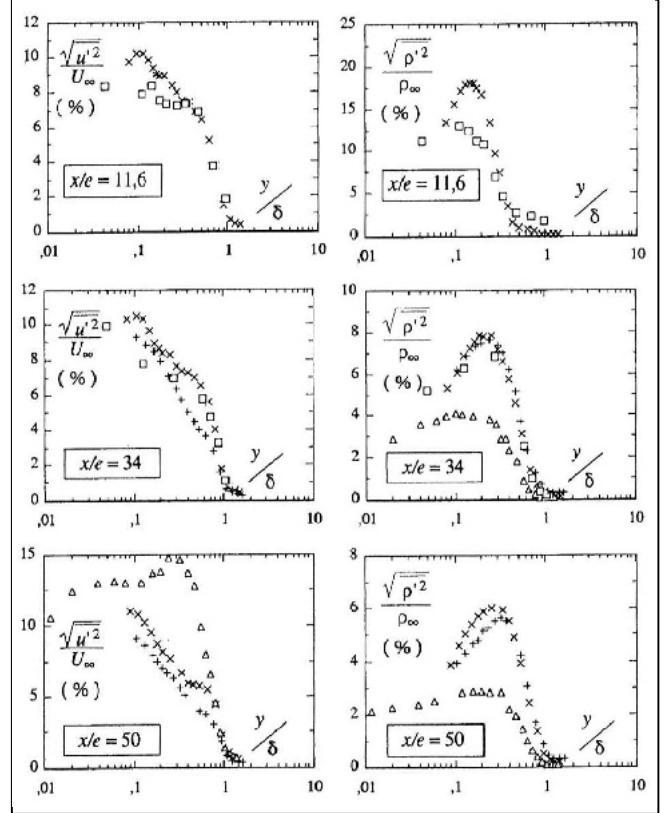 12
10
8
6
4
2
0
√u'²
U∞
(%)
x/e = 11,6
y/δ
,01 ,1 1 10
25
20
15
10
5
0
√ρ'²
ρ∞
(%)
x/e = 11,6
y/δ
,01 ,1 1 10
12
10
8
6
4
2
0
√u'²
U∞
(%)
x/e = 34
y/δ
,01 ,1 1 10
10
8
6
4
2
0
√ρ'²
ρ∞
(%)
x/e = 34
y/δ
,01 ,1 1 10
15
10
5
0
√u'²
U∞
(%)
x/e = 50
y/δ
,01 ,1 1 10
8
6
4
2
0
√ρ'²
ρ∞
(%)
x/e = 50
y/δ
,01 ,1 1 10